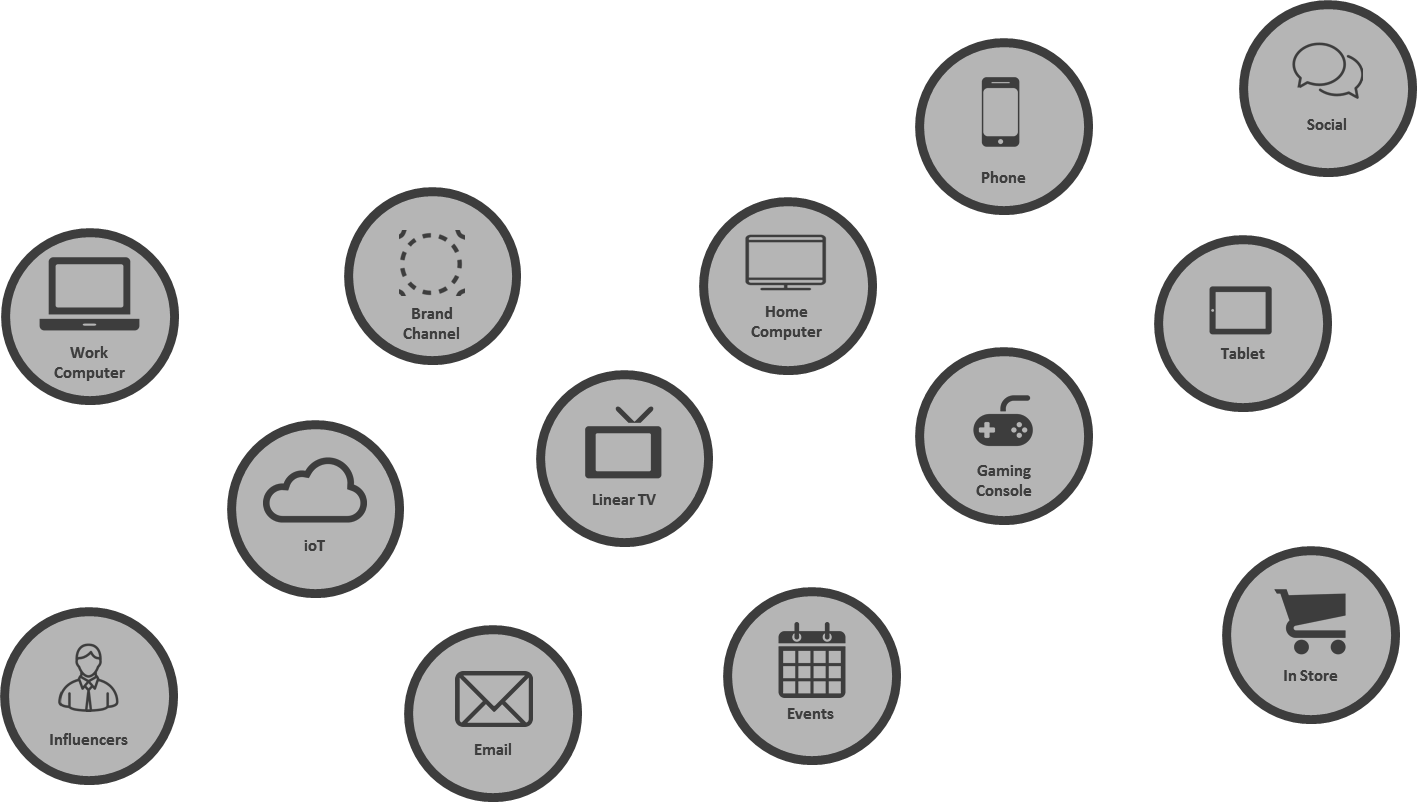 Social
Phone
Work
Computer
Brand
Channel
Home
Computer
Tablet
Linear TV
Gaming
Console
ioT
Influencers
Email
Events
In Store